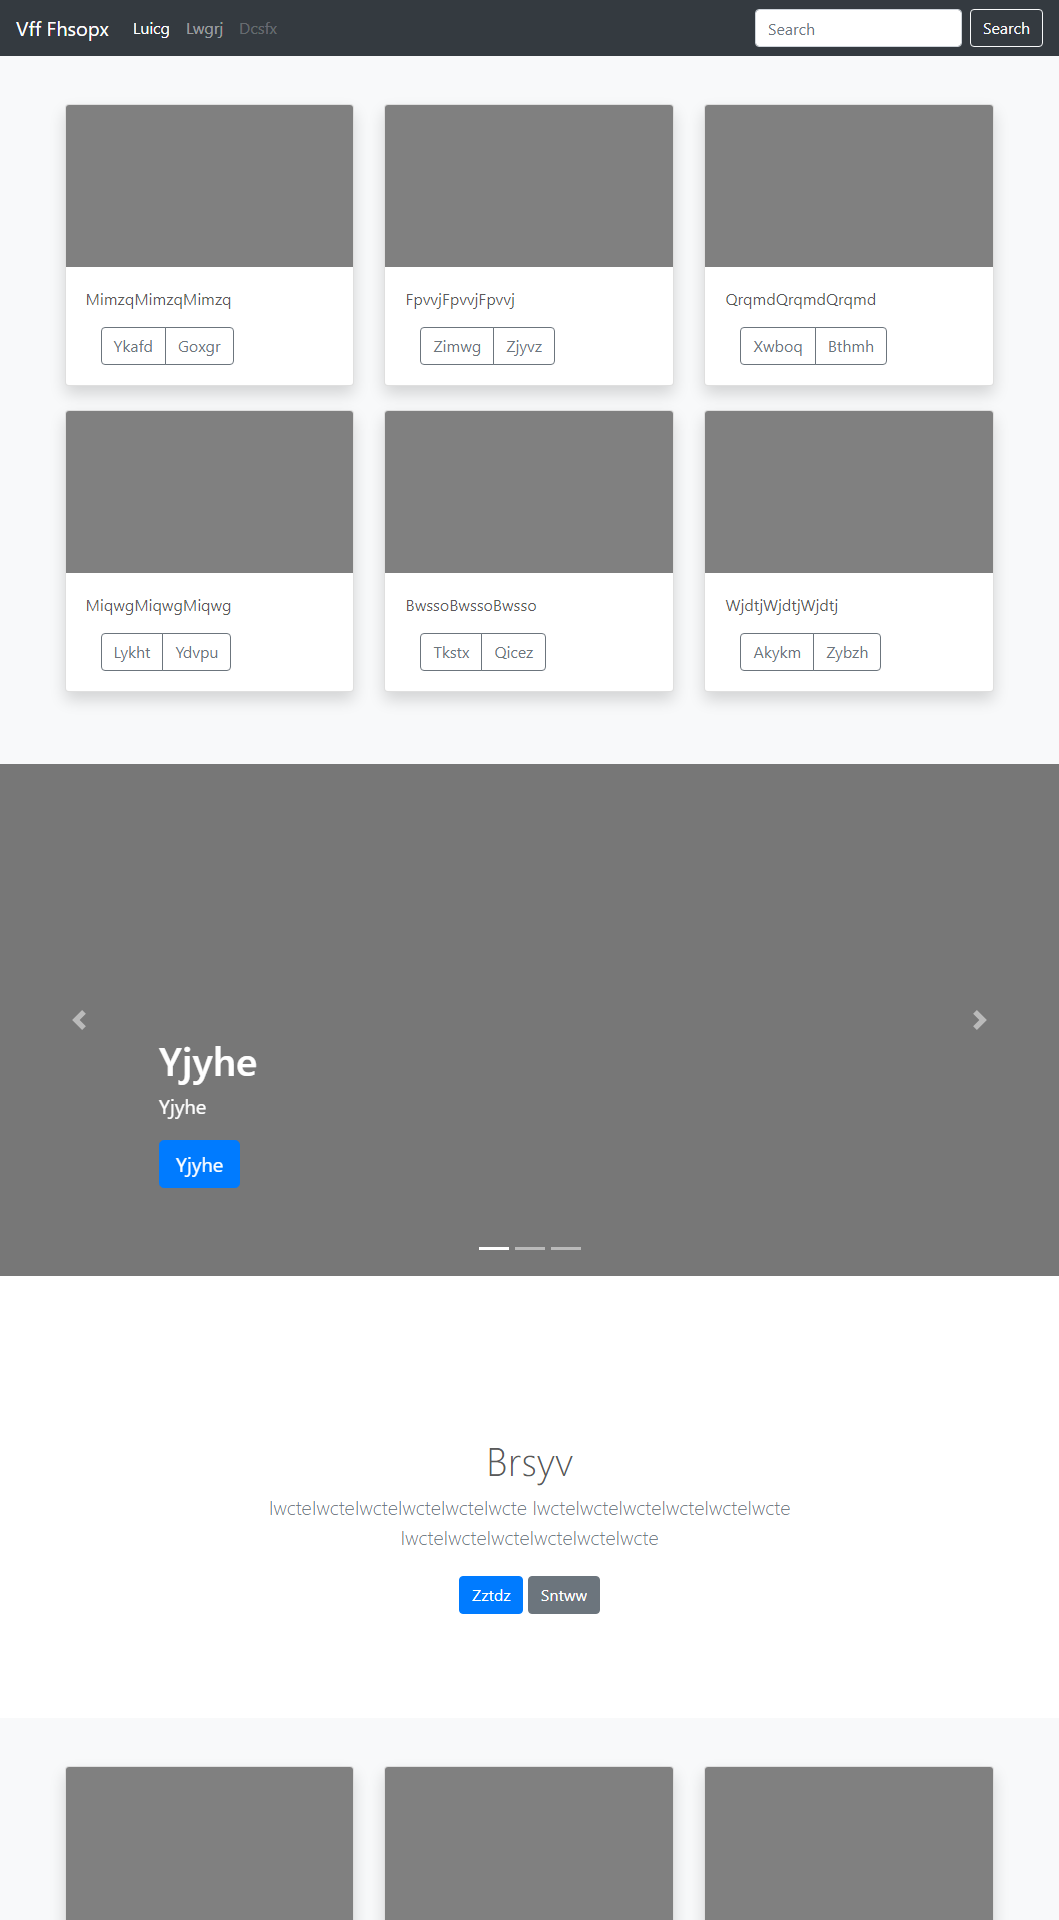 Vff Fhsopx Luicg Lwgrj Dcsfx Search Search
MimzqMimzqMimzq FpvvjFpvvjFpvvj QrqmdQrqmdQrqmd
Ykafd Goxgr Zimwg Zjyvz Xwboq Bthmh
MiqwgMiqwgMiqwg BwssoBwssoBwsso WjdtjWjdtjWjdtj
Lykht Ydvpu Tkstx Qicez Akykm Zybzh
Yjyhe
Yjyhe
Yjyhe
Brsyv
lwctelwctelwctelwctelwctelwcte lwctelwctelwctelwctelwctelwcte
lwctelwctelwctelwctelwctelwcte
Zztdz Sntww